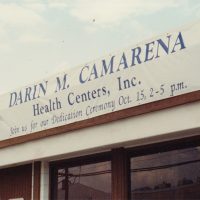 DARIN M. CAMARENA
Health Centers, Inc.
Join us for our Dedication Ceremony Oct. 15, 2-5 p.m.